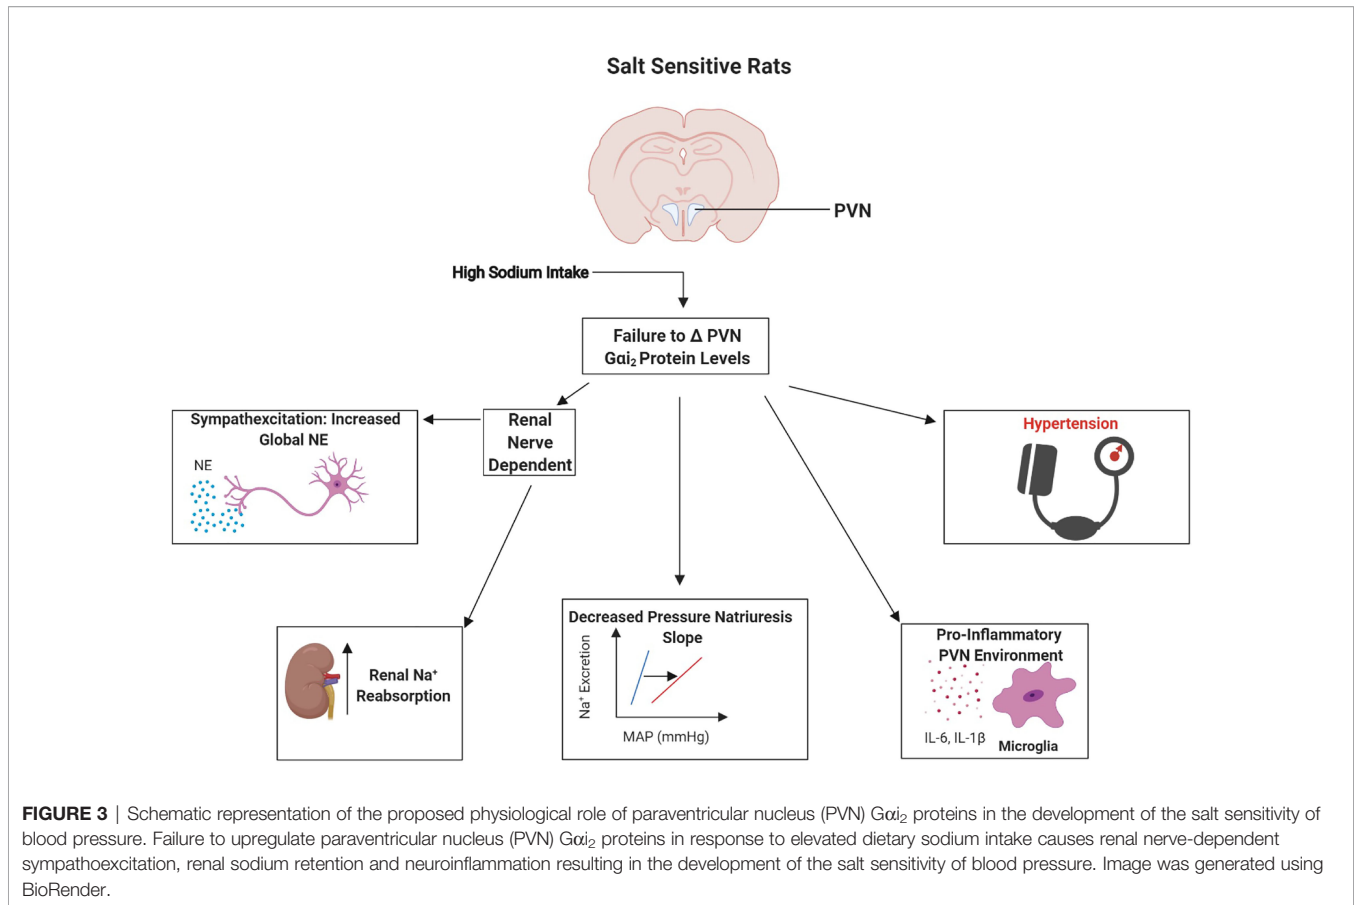 Salt Sensitive Rats
PVN
High Sodium Intake
Failure to Δ PVN
Gαi₂ Protein Levels
Sympathexcitation: Increased
Global NE
NE
Renal
Nerve
Dependent
Hypertension
Renal Na⁺
Reabsorption
Decreased Pressure Natriuresis
Slope
Na⁺ Excretion
MAP (mmHg)
Pro-Inflammatory
PVN Environment
IL-6, IL-1β
Microglia
FIGURE 3 | Schematic representation of the proposed physiological role of paraventricular nucleus (PVN) Gαi₂ proteins in the development of the salt sensitivity of
blood pressure. Failure to upregulate paraventricular nucleus (PVN) Gαi₂ proteins in response to elevated dietary sodium intake causes renal nerve-dependent
sympathoexcitation, renal sodium retention and neuroinflammation resulting in the development of the salt sensitivity of blood pressure. Image was generated using
BioRender.